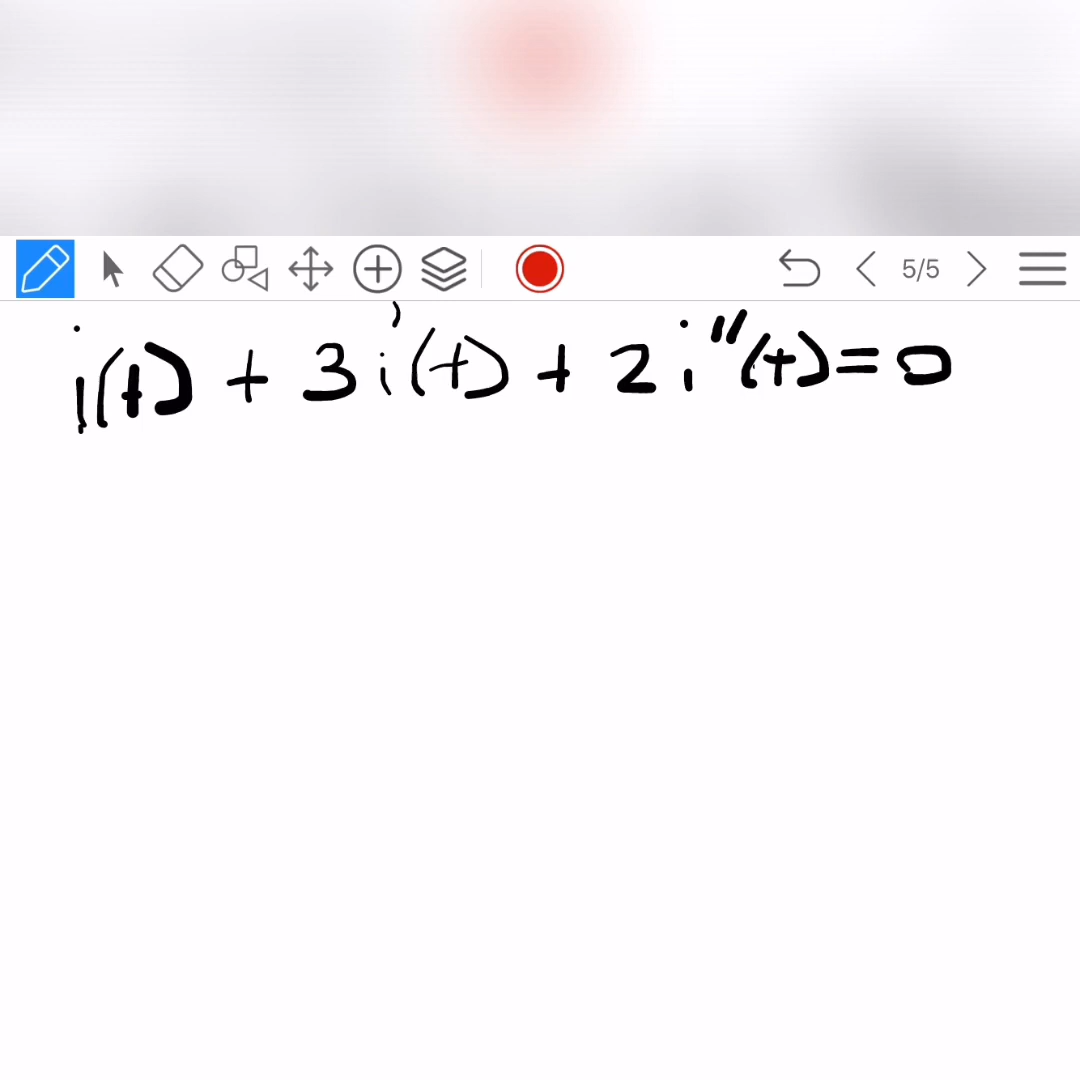 5/5
i(t) + 3i'(t) + 2i"(t)=0